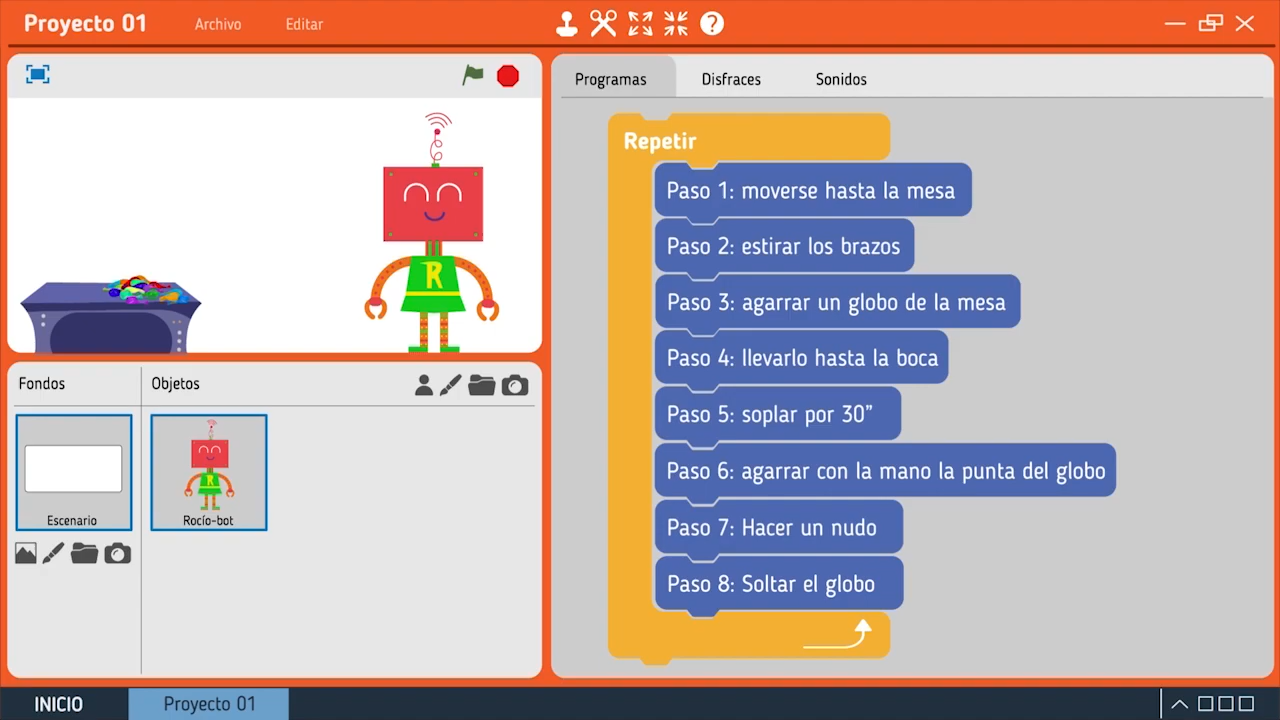 Proyecto 01
Archivo
Editar
?
Programas
Disfraces
Sonidos
R
Repetir
Paso 1: moverse hasta la mesa
Paso 2: estirar los brazos
Paso 3: agarrar un globo de la mesa
Paso 4: llevarlo hasta la boca
Paso 5: soplar por 30”
Paso 6: agarrar con la mano la punta del globo
Paso 7: Hacer un nudo
Paso 8: Soltar el globo
Fondos
Objetos
R
Escenario
Rocío-bot
INICIO
Proyecto 01